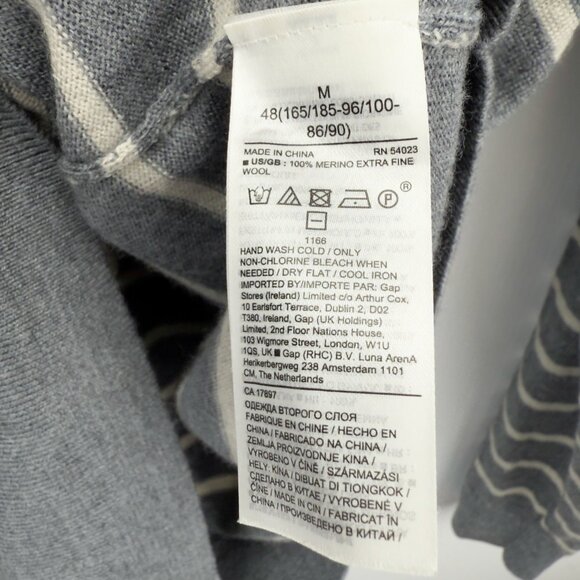 M
48(165/185-96/100-
86/90)
MADE IN CHINA RN 54023
■ US/GB : 100% MERINO EXTRA FINE
WOOL
P ®
1166
HAND WASH COLD / ONLY
NON-CHLORINE BLEACH WHEN
NEEDED / DRY FLAT / COOL IRON
IMPORTED BY/IMPORTE PAR: Gap
Stores (Ireland) Limited c/o Arthur Cox,
10 Earlsfort Terrace, Dublin 2, D02
T380, Ireland, Gap (UK Holdings)
Limited, 2nd Floor Nations House,
103 Wigmore Street, London, W1U
1QS, UK ■ Gap (RHC) B.V. Luna ArenA
Herikerbergweg 238 Amsterdam 1101
CM, The Netherlands
CA 17897
ОДЕЖДА ВТОРОГО СЛОЯ
FABRIQUE EN CHINE / HECHO EN
CHINA / FABRICADO NA CHINA /
ZEMLJA PROIZVODNJE KINA /
VYROBENO V ČÍNĚ / SZÁRMAZÁSI
HELY: KÍNA / DIBUAT DI TIONGKOK /
СДЕЛАНО В КИТАЕ / VYROBENÉ V
ČÍNE / MADE IN CIN / FABRICAT ÎN
CHINA / ПРОИЗВЕДЕНО В КИТАЙ /